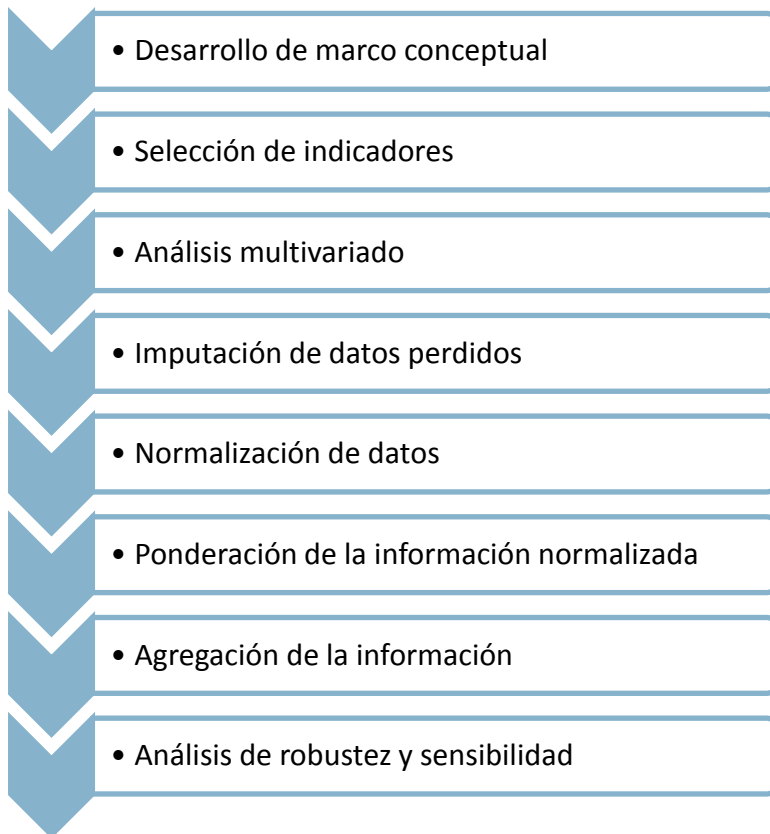 • Desarrollo de marco conceptual
• Selección de indicadores
• Análisis multivariado
• Imputación de datos perdidos
• Normalización de datos
• Ponderación de la información normalizada
• Agregación de la información
• Análisis de robustez y sensibilidad